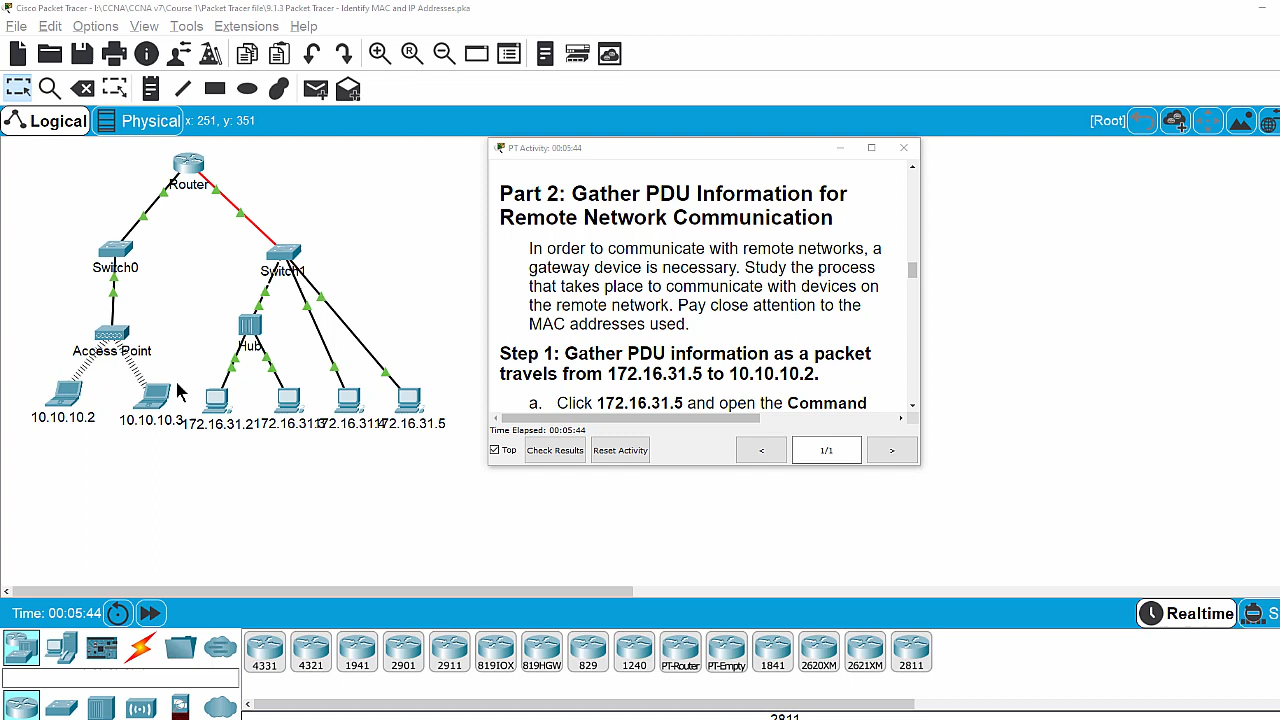 Cisco Packet Tracer - I:\CCNA\CCNA v7\Course 1\Packet Tracer file\9.1.3 Packet Tracer - Identify MAC and IP Addresses.pka
File Edit Options View Tools Extensions Help
Logical Physical x: 251, y: 351 [Root]
PT Activity: 00:05:44
Router
Part 2: Gather PDU Information for
Remote Network Communication
In order to communicate with remote networks, a
gateway device is necessary. Study the process
that takes place to communicate with devices on
the remote network. Pay close attention to the
MAC addresses used.
Step 1: Gather PDU information as a packet
travels from 172.16.31.5 to 10.10.10.2.
a. Click 172.16.31.5 and open the Command
Time Elapsed: 00:05:44
Top Check Results Reset Activity < 1/1 >
Switch0
Switch1
Hub
Access Point
10.10.10.2
10.10.10.3
172.16.31.2
172.16.31.5
Time: 00:05:44 Realtime S
4331 4321 1941 2901 2911 819IOX 819HGW 829 1240 PT-Router PT-Empty 1841 2620XM 2621XM 2811
2811